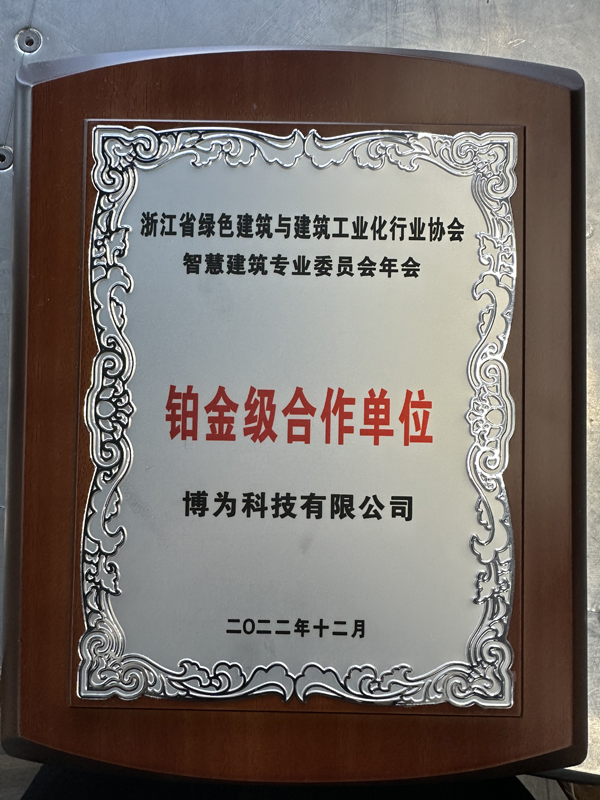 浙江省绿色建筑与建筑工业化行业协会
智慧建筑专业委员会年会
铂金级合作单位
博为科技有限公司
二〇二二年十二月